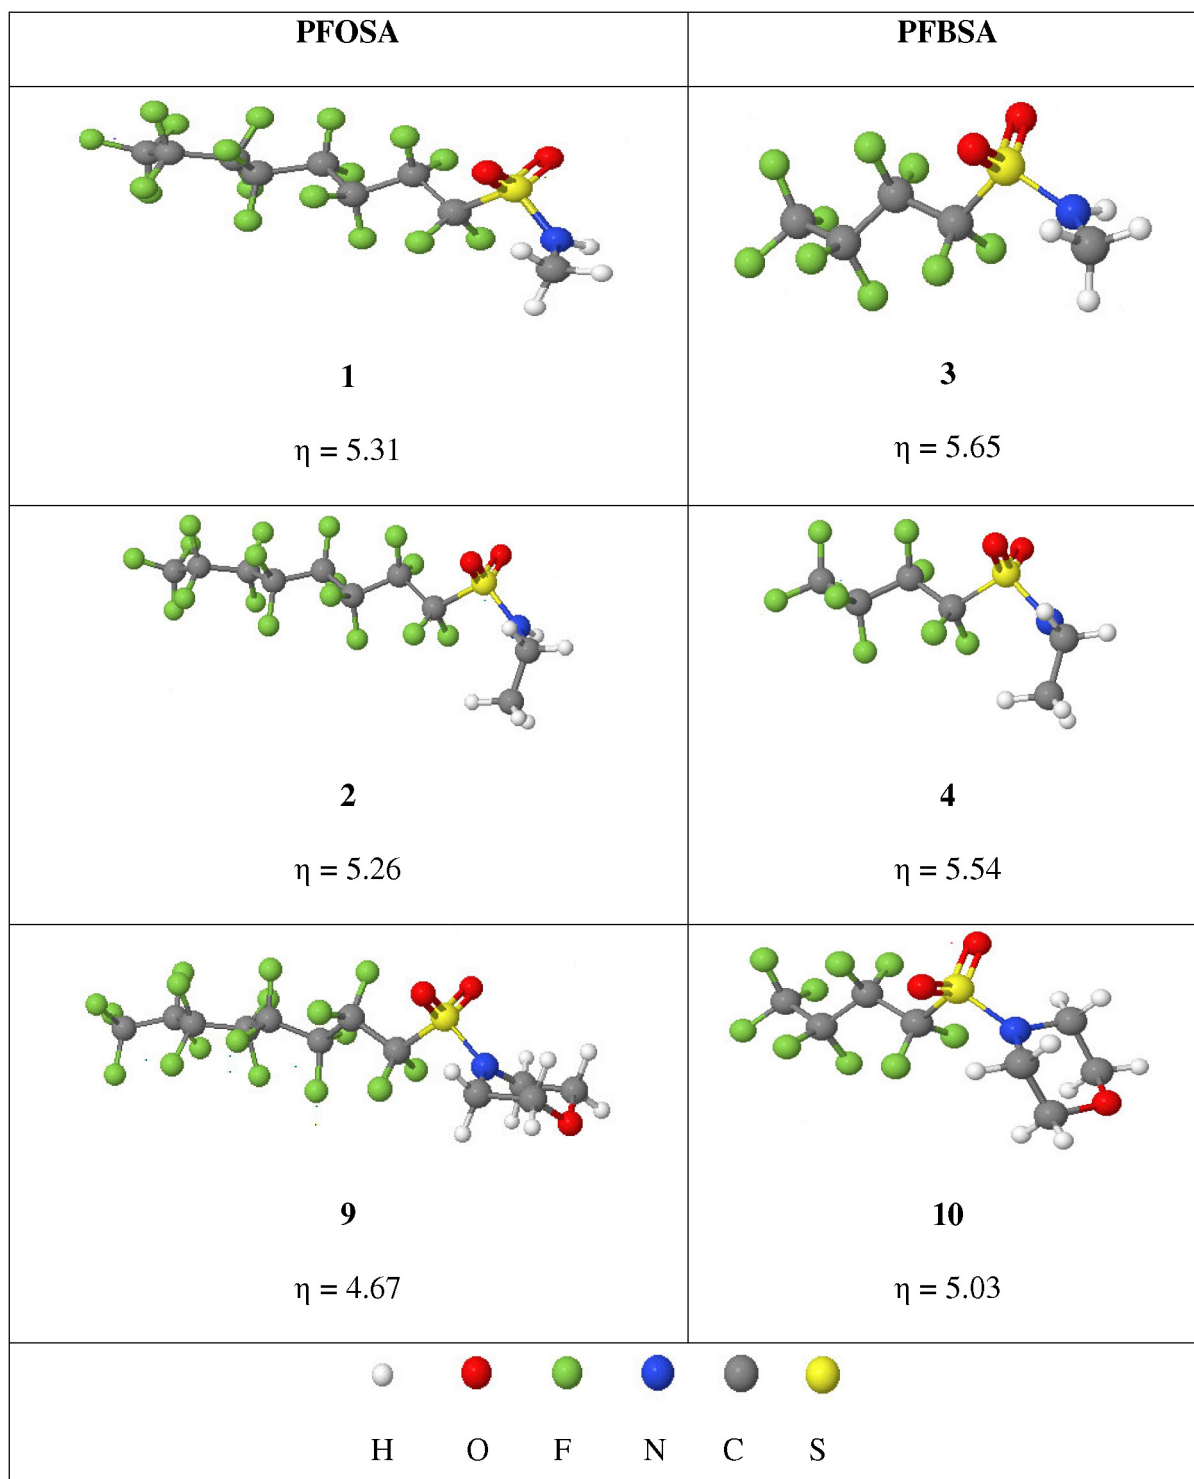 PFOSA PFBSA
1 3
η = 5.31 η = 5.65
2 4
η = 5.26 η = 5.54
9 10
η = 4.67 η = 5.03
H O F N C S